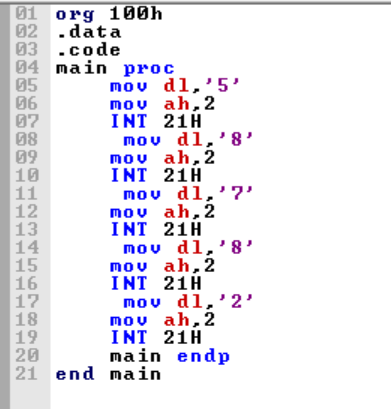 01 org 100h
02 .data
03 .code
04 main proc
05 mov dl,'5'
06 mov ah,2
07 INT 21H
08 mov dl,'8'
09 mov ah,2
10 INT 21H
11 mov dl,'7'
12 mov ah,2
13 INT 21H
14 mov dl,'8'
15 mov ah,2
16 INT 21H
17 mov dl,'2'
18 mov ah,2
19 INT 21H
20 main endp
21 end main